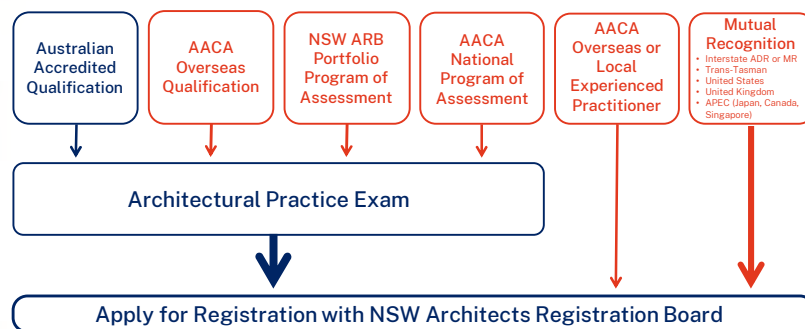 Australian
Accredited
Qualification
AACA
Overseas
Qualification
NSW ARB
Portfolio
Program of
Assessment
AACA
National
Program of
Assessment
AACA
Overseas or
Local
Experienced
Practitioner
Mutual
Recognition
• Interstate ADR or MR
• Trans-Tasman
• United States
• United Kingdom
• APEC (Japan, Canada,
Singapore)
Architectural Practice Exam
Apply for Registration with NSW Architects Registration Board